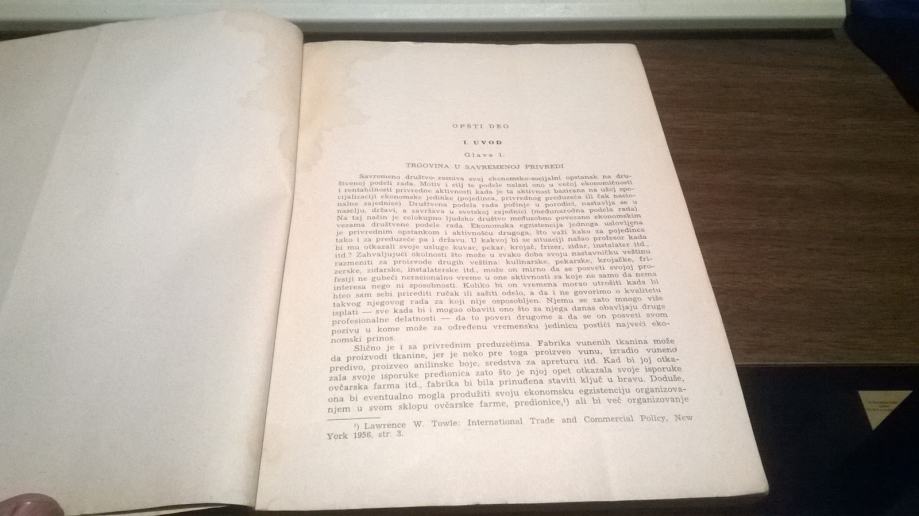 OPŠTI DEO
I. UVOD
Glava 1.
TRGOVINA U SAVREMENOJ PRIVREDI
Savremeno društvo zasniva svoj ekonomsko-socijalni opstanak na dru-
štvenoj podeli rada. Motiv i cilj te podele nalazi ono u većoj ekonomičnosti
i rentabilnosti privredne aktivnosti kada je ta aktivnost bazirana na užoj spe-
cijalizaciji ekonomske jedinke (pojedinca, privrednog preduzeća ili čak nacio-
nalne zajednice). Društvena podela rada počinje u porodici, nastavlja se u
naselju, državi, a završava u svetskoj zajednici (međunarodna podela rada).
Na taj način je celokupno ljudsko društvo međusobno povezano ekonomskim
vezama društvene podele rada. Ekonomska egzistencija jednoga uslovljena
je privrednim opstankom i aktivnošću drugoga, što važi kako za pojedince
tako i za preduzeće pa i državu. U kakvoj bi se situaciji našao profesor kada
bi mu otkazali svoje usluge kuvar, pekar, krojač, frizer, zidar, instalater itd.,
itd.? Zahvaljujući okolnosti što može u svako doba svoju nastavničku veštinu
razmeniti za proizvode drugih veština: kulinarske, pekarske, krojačke, fri-
zerske, zidarske, instalaterske itd., može on mirno da se posveti svojoj pro-
fesiji ne gubeći neracionalno vreme u one aktivnosti za koje ne samo da nema
interesa nego ni sposobnosti. Koliko bi on vremena morao utrošiti kada bi
hteo sam sebi prirediti ručak ili sašiti odelo, a da i ne govorimo o kvalitetu
takvog njegovog rada za koji nije osposobljen. Njemu se zato mnogo više
isplati — sve kada bi i mogao obaviti ono što za njega danas obavljaju druge
profesionalne delatnosti — da to poveri drugome a da se on posveti svom
pozivu u kome može za određenu vremensku jedinicu postići najveći eko-
nomski prinos.
Slično je i sa privrednim preduzećima. Fabrika vunenih tkanina može
da proizvodi tkanine, jer je neko pre toga proizveo vunu, izradio vuneno
predivo, proizveo anilinske boje, sredstva za apreturu itd. Kad bi joj otka-
zala svoje isporuke predionica zato što je njoj opet otkazala svoje isporuke
ovčarska farma itd., fabrika bi bila prinuđena staviti ključ u bravu. Doduše,
ona bi eventualno mogla produžiti svoju ekonomsku egzistenciju organizova-
njem u svom sklopu ovčarske farme, predionice,¹) ali bi već organizovanje
¹) Lawrence W. Towle: International Trade and Commercial Policy, New
York 1956, str. 3.